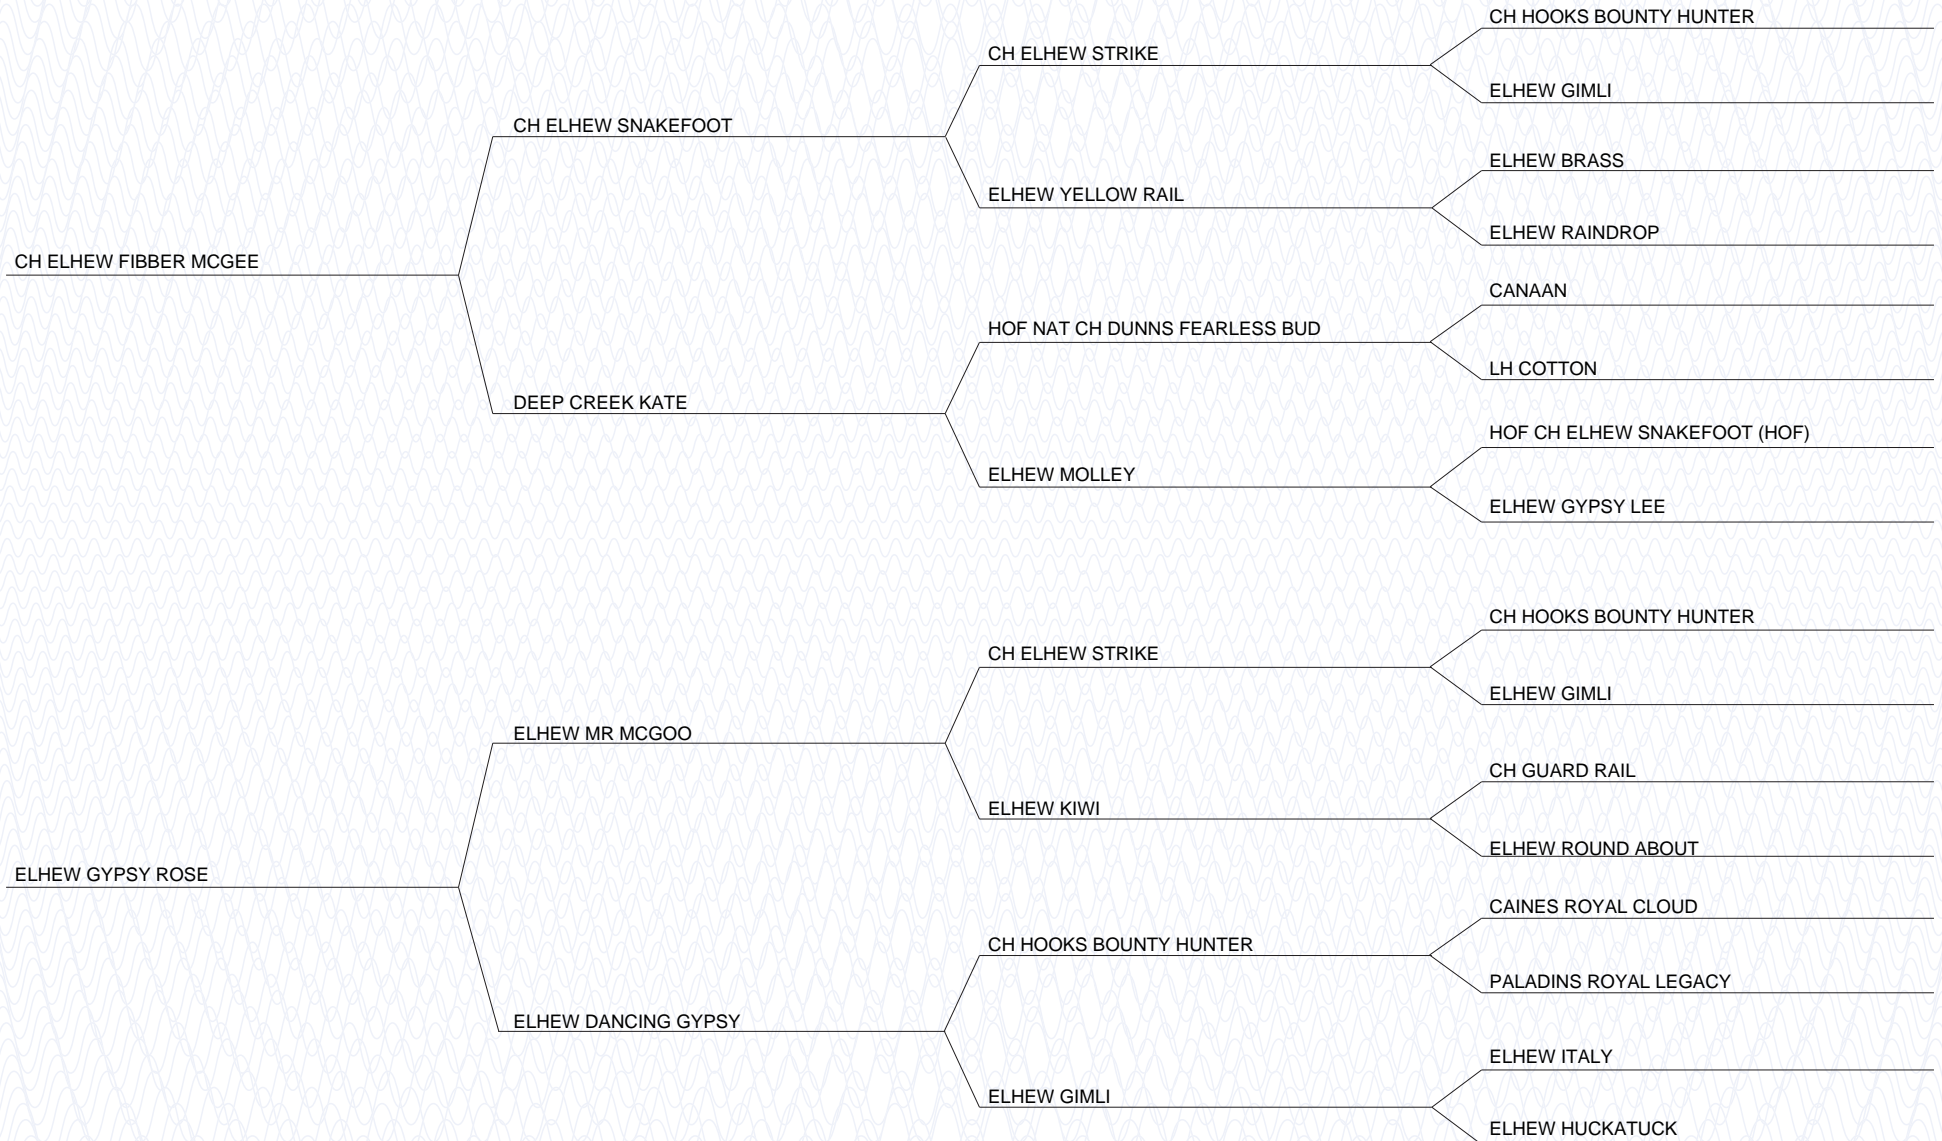 CH HOOKS BOUNTY HUNTER
CH ELHEW STRIKE
ELHEW GIMLI
CH ELHEW SNAKEFOOT
ELHEW BRASS
ELHEW YELLOW RAIL
ELHEW RAINDROP
CH ELHEW FIBBER MCGEE
CANAAN
HOF NAT CH DUNNS FEARLESS BUD
LH COTTON
DEEP CREEK KATE
HOF CH ELHEW SNAKEFOOT (HOF)
ELHEW MOLLEY
ELHEW GYPSY LEE
CH HOOKS BOUNTY HUNTER
CH ELHEW STRIKE
ELHEW GIMLI
ELHEW MR MCGOO
CH GUARD RAIL
ELHEW KIWI
ELHEW ROUND ABOUT
ELHEW GYPSY ROSE
CAINES ROYAL CLOUD
CH HOOKS BOUNTY HUNTER
PALADINS ROYAL LEGACY
ELHEW DANCING GYPSY
ELHEW ITALY
ELHEW GIMLI
ELHEW HUCKATUCK